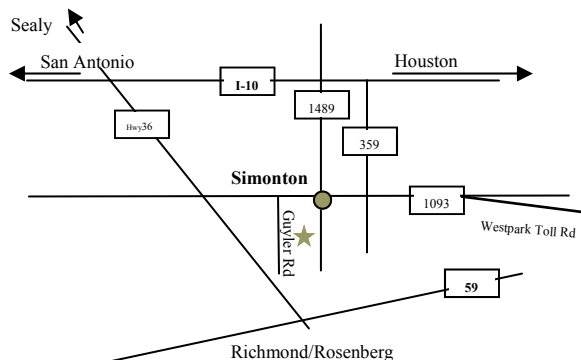 Sealy
San Antonio
Houston
I-10
1489
Hwy36
359
Simonton
1093
Guyler Rd
Westpark Toll Rd
59
Richmond/Rosenberg